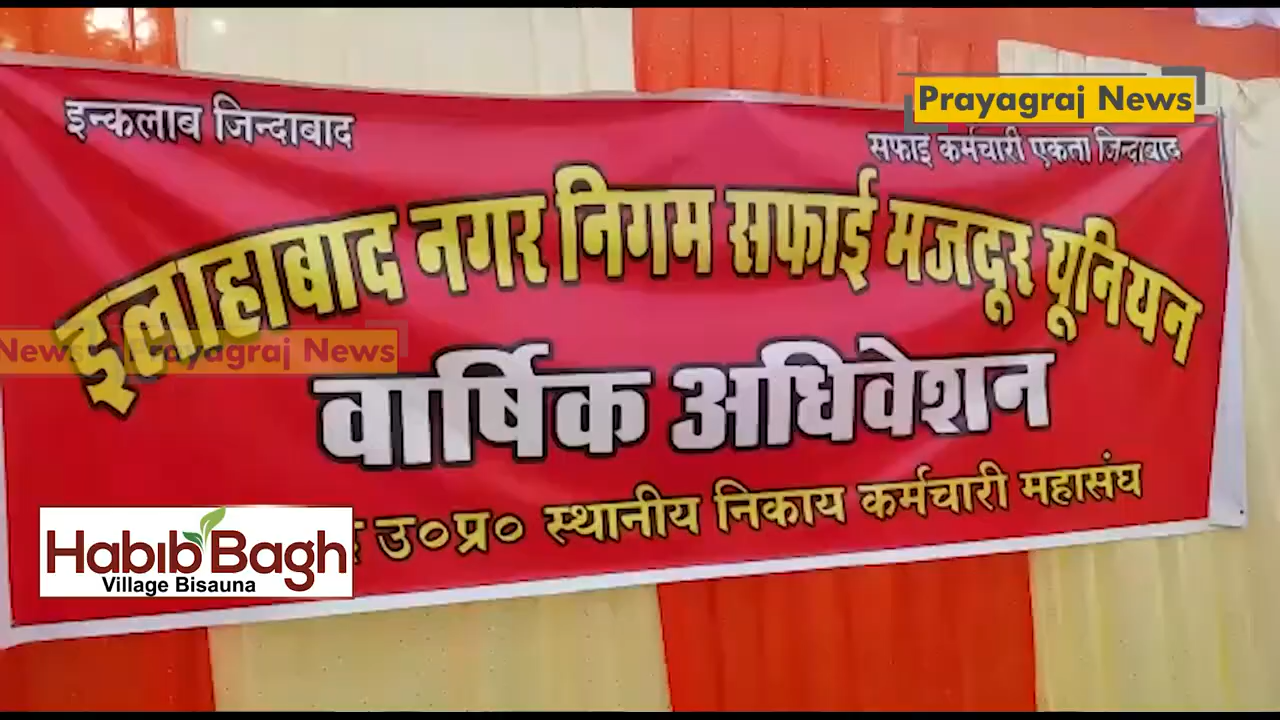 Prayagraj News
इन्कलाब जिन्दाबाद
सफाई कर्मचारी एकता जिन्दाबाद
इलाहाबाद नगर निगम सफाई मजदूर यूनियन
News Prayagraj News
वार्षिक अधिवेशन
उ०प्र० स्थानीय निकाय कर्मचारी महासंघ
Habib Bagh
Village Bisauna